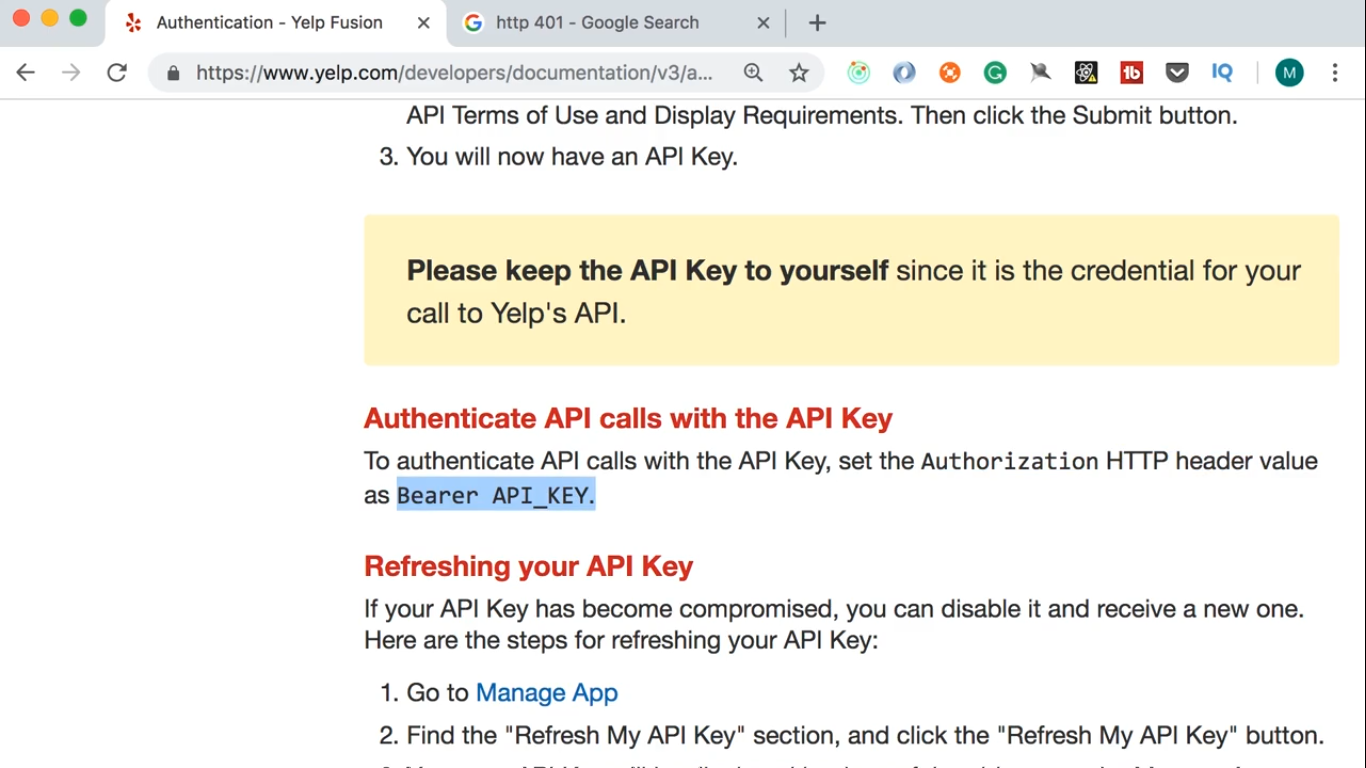 Authentication - Yelp Fusion
http 401 - Google Search
https://www.yelp.com/developers/documentation/v3/a...
1b
IQ
M
API Terms of Use and Display Requirements. Then click the Submit button.
3. You will now have an API Key.
Please keep the API Key to yourself since it is the credential for your
call to Yelp's API.
Authenticate API calls with the API Key
To authenticate API calls with the API Key, set the Authorization HTTP header value
as Bearer API_KEY.
Refreshing your API Key
If your API Key has become compromised, you can disable it and receive a new one.
Here are the steps for refreshing your API Key:
1. Go to Manage App
2. Find the "Refresh My API Key" section, and click the "Refresh My API Key" button.